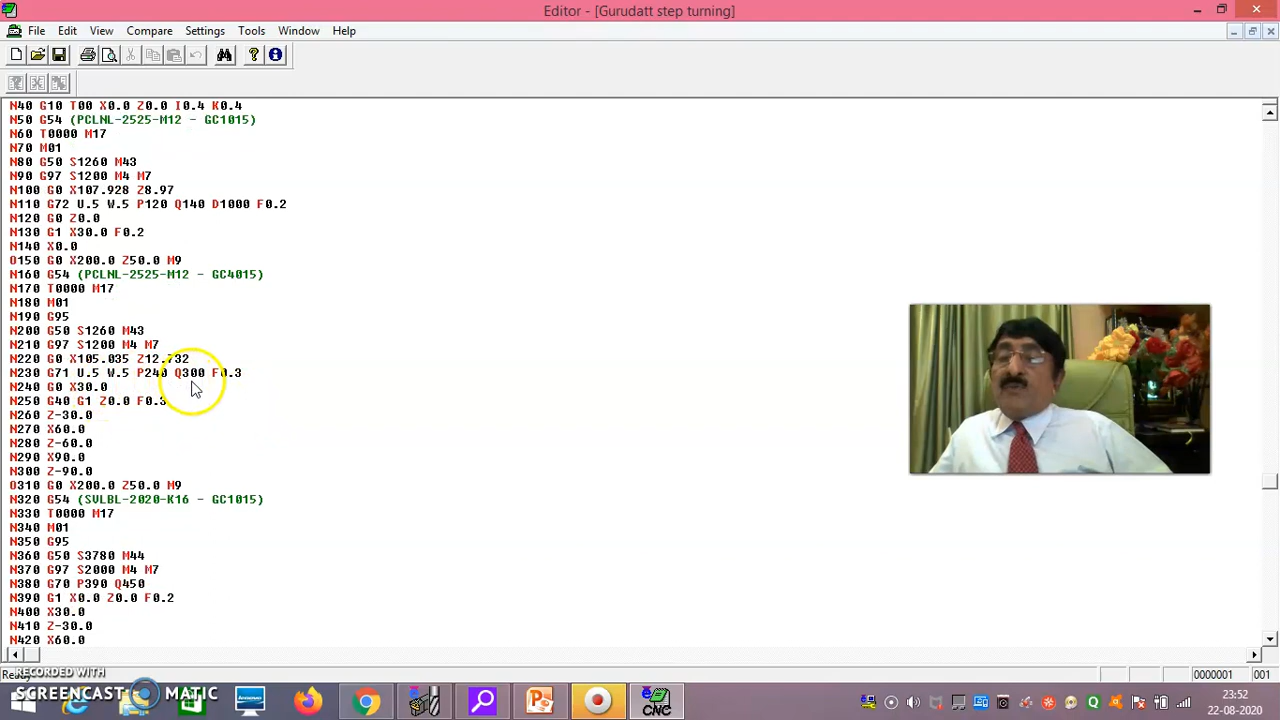 Editor - [Gurudatt step turning]
File Edit View Compare Settings Tools Window Help
N40 G10 T00 X0.0 Z0.0 I0.4 K0.4
N50 G54 (PCLNL-2525-M12 - GC1015)
N60 T0000 M17
N70 M01
N80 G50 S1260 M43
N90 G97 S1200 M4 M7
N100 G0 X107.928 Z8.97
N110 G72 U.5 W.5 P120 Q140 D1000 F0.2
N120 G0 Z0.0
N130 G1 X30.0 F0.2
N140 X0.0
O150 G0 X200.0 Z50.0 M9
N160 G54 (PCLNL-2525-M12 - GC4015)
N170 T0000 M17
N180 M01
N190 G95
N200 G50 S1260 M43
N210 G97 S1200 M4 M7
N220 G0 X105.035 Z12.732
N230 G71 U.5 W.5 P240 Q300 F0.3
N240 G0 X30.0
N250 G40 G1 Z0.0 F0.3
N260 Z-30.0
N270 X60.0
N280 Z-60.0
N290 X90.0
N300 Z-90.0
O310 G0 X200.0 Z50.0 M9
N320 G54 (SVLBL-2020-K16 - GC1015)
N330 T0000 M17
N340 M01
N350 G95
N360 G50 S3780 M44
N370 G97 S2000 M4 M7
N380 G70 P390 Q450
N390 G1 X0.0 Z0.0 F0.2
N400 X30.0
N410 Z-30.0
N420 X60.0
RECORDED WITH
SCREENCAST MATIC
0000001 001
CNC
23:52
22-08-2020